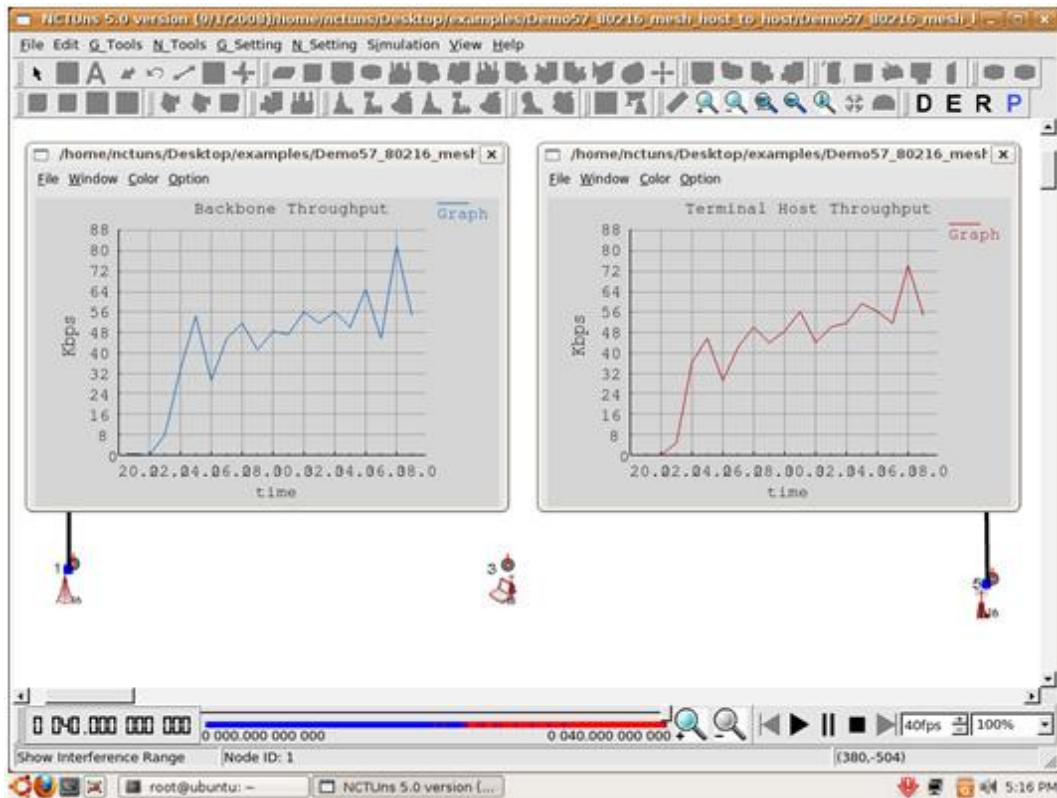 NCTUns 5.0 version (9/1/2008)/home/nctuns/Desktop/examples/Demo57_80216_mesh_host_to_host/Demo57_80216_mesh_l
File Edit G_Tools N_Tools G_Setting N_Setting Simulation View Help
A
D E R P
/home/nctuns/Desktop/examples/Demo57_80216_mesh
File Window Color Option
Backbone Throughput
Graph
88
80
72
64
56
48
40
32
24
16
8
0
Kbps
time
/home/nctuns/Desktop/examples/Demo57_80216_mesh
File Window Color Option
Terminal Host Throughput
Graph
88
80
72
64
56
48
40
32
24
16
8
0
Kbps
time
1
3
5
0 040.000 000 000
0 000.000 000 000
0 040.000 000 000
40fps
100%
Show Interference Range
Node ID: 1
(380,-504)
root@ubuntu: ~
NCTUns 5.0 version (...
5:16 PM